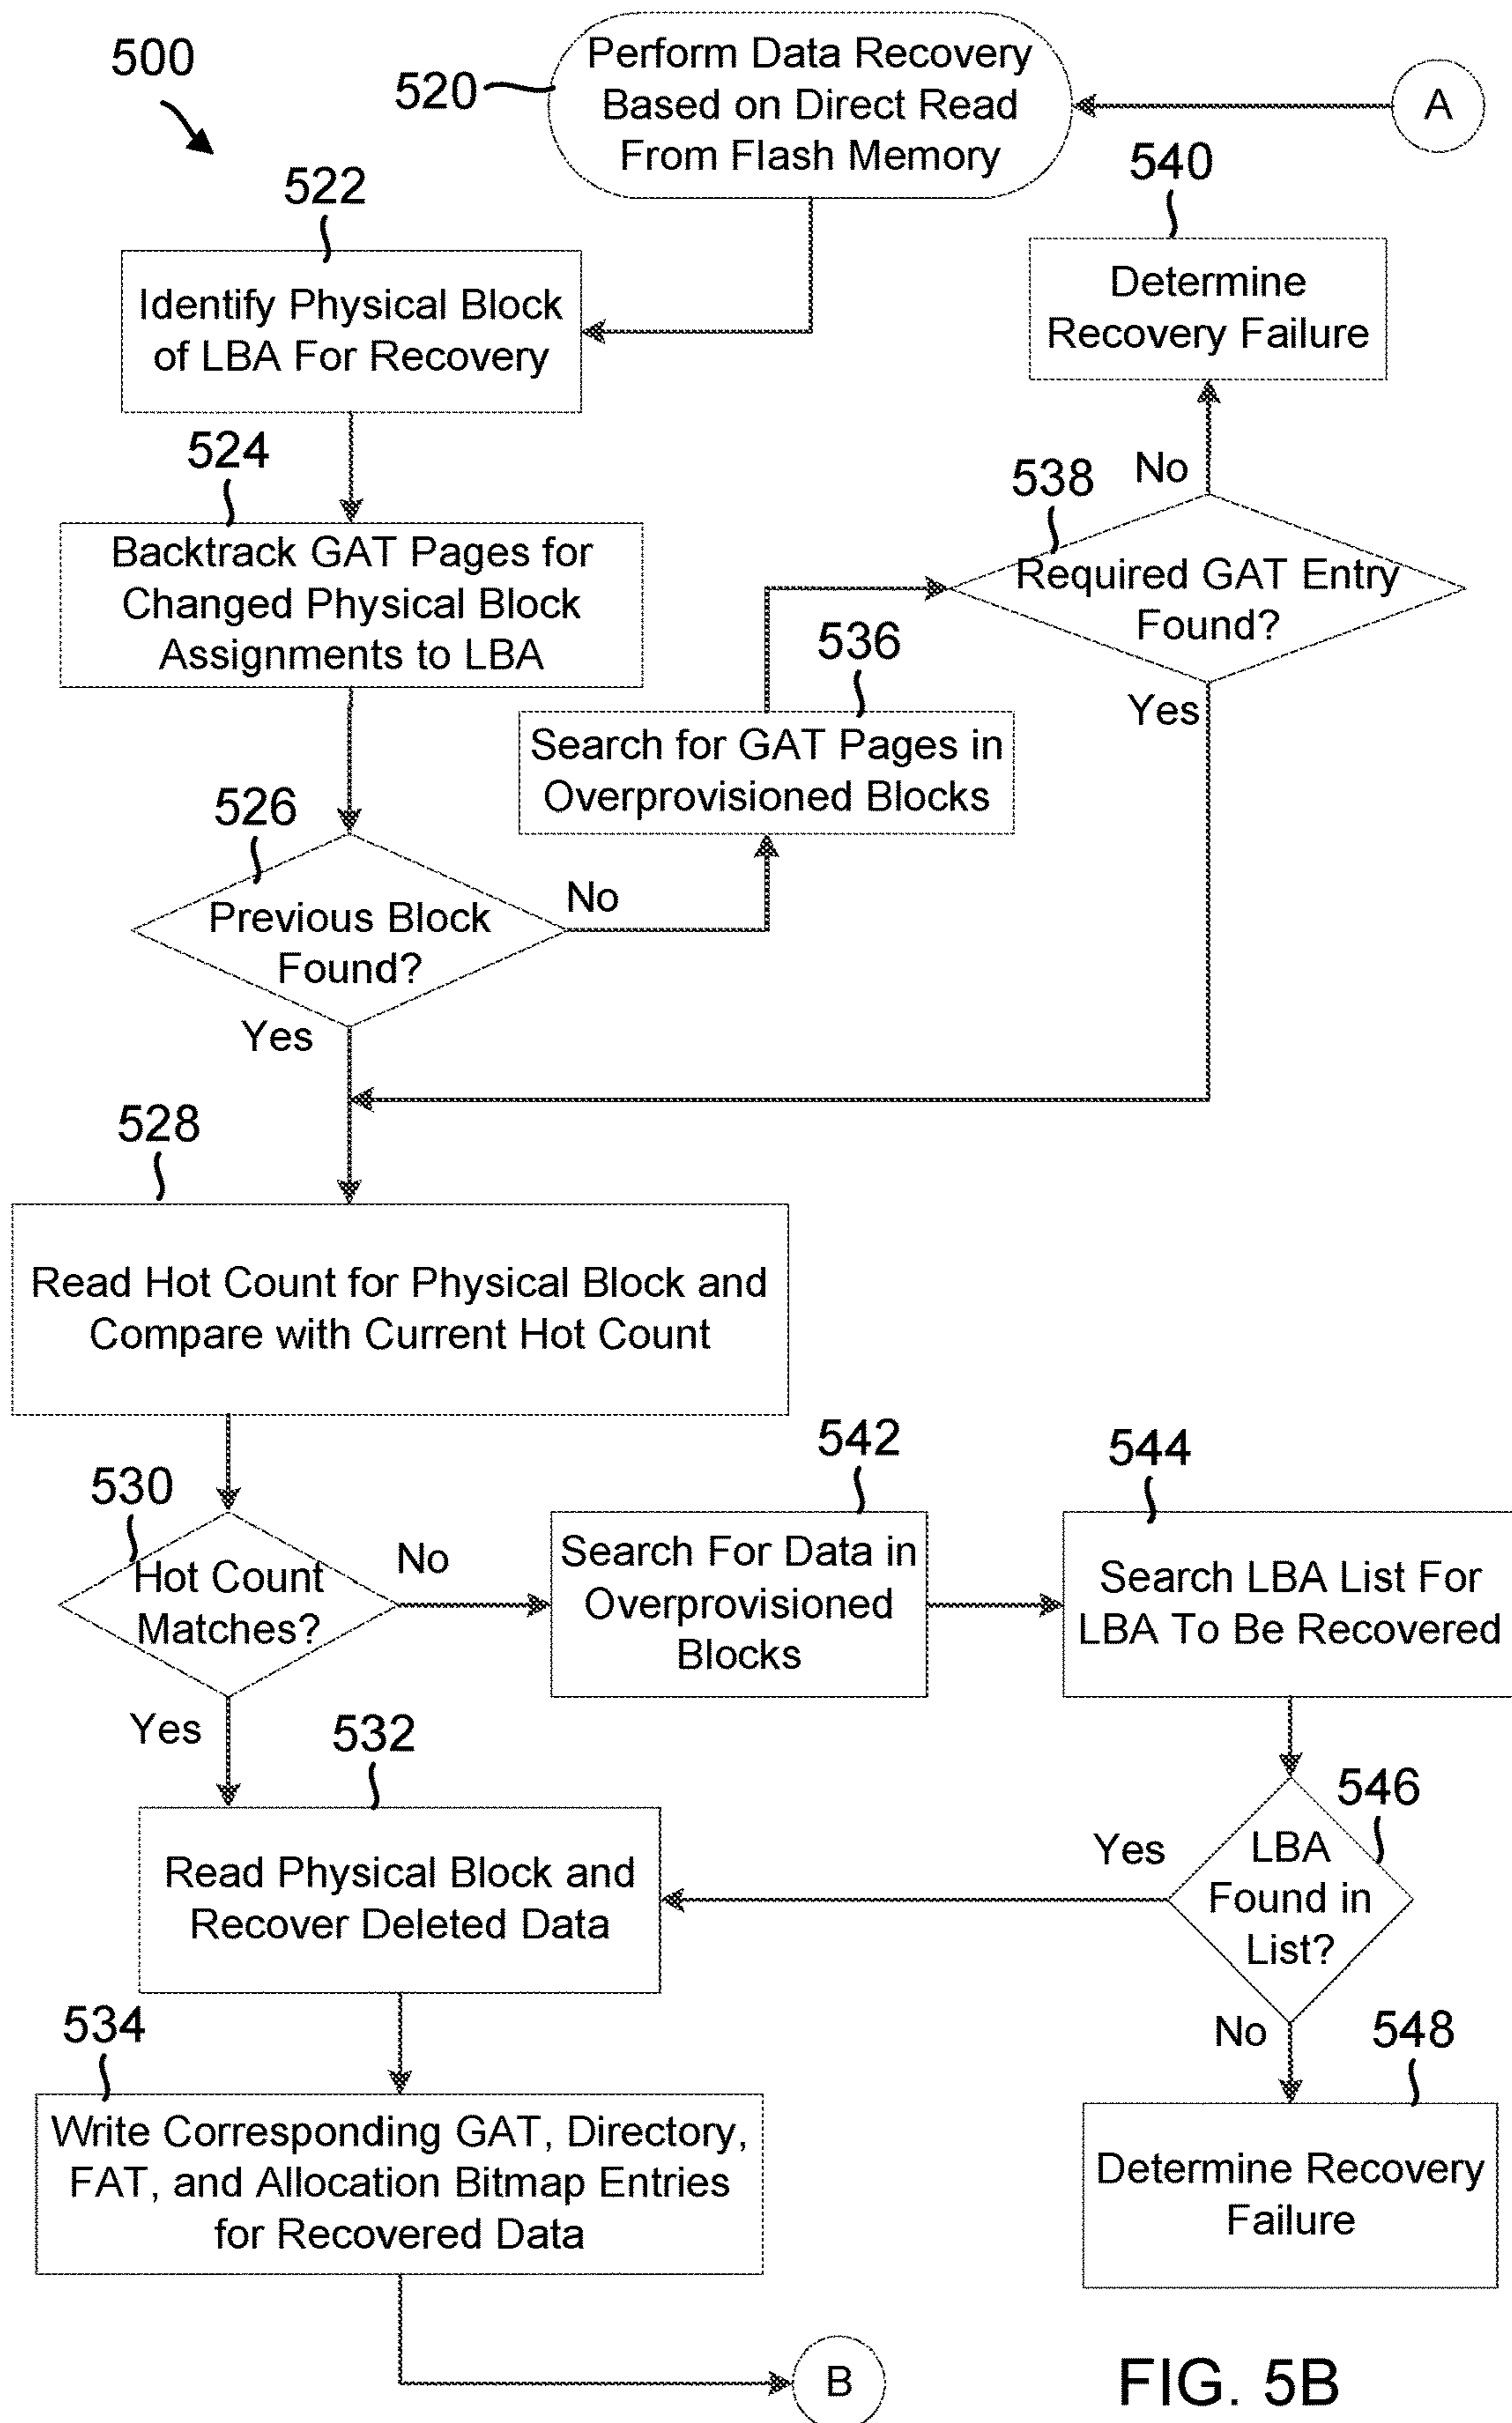 500
520
Perform Data Recovery
Based on Direct Read
From Flash Memory
A
522
Identify Physical Block
of LBA For Recovery
540
Determine
Recovery Failure
524
Backtrack GAT Pages for
Changed Physical Block
Assignments to LBA
No
538
Required GAT Entry
Found?
Yes
536
Search for GAT Pages in
Overprovisioned Blocks
526
Previous Block
Found?
No
Yes
528
Read Hot Count for Physical Block and
Compare with Current Hot Count
530
Hot Count
Matches?
No
Yes
542
Search For Data in
Overprovisioned
Blocks
544
Search LBA List For
LBA To Be Recovered
532
Read Physical Block and
Recover Deleted Data
546
LBA
Found in
List?
Yes
No
534
Write Corresponding GAT, Directory,
FAT, and Allocation Bitmap Entries
for Recovered Data
548
Determine Recovery
Failure
B
FIG. 5B